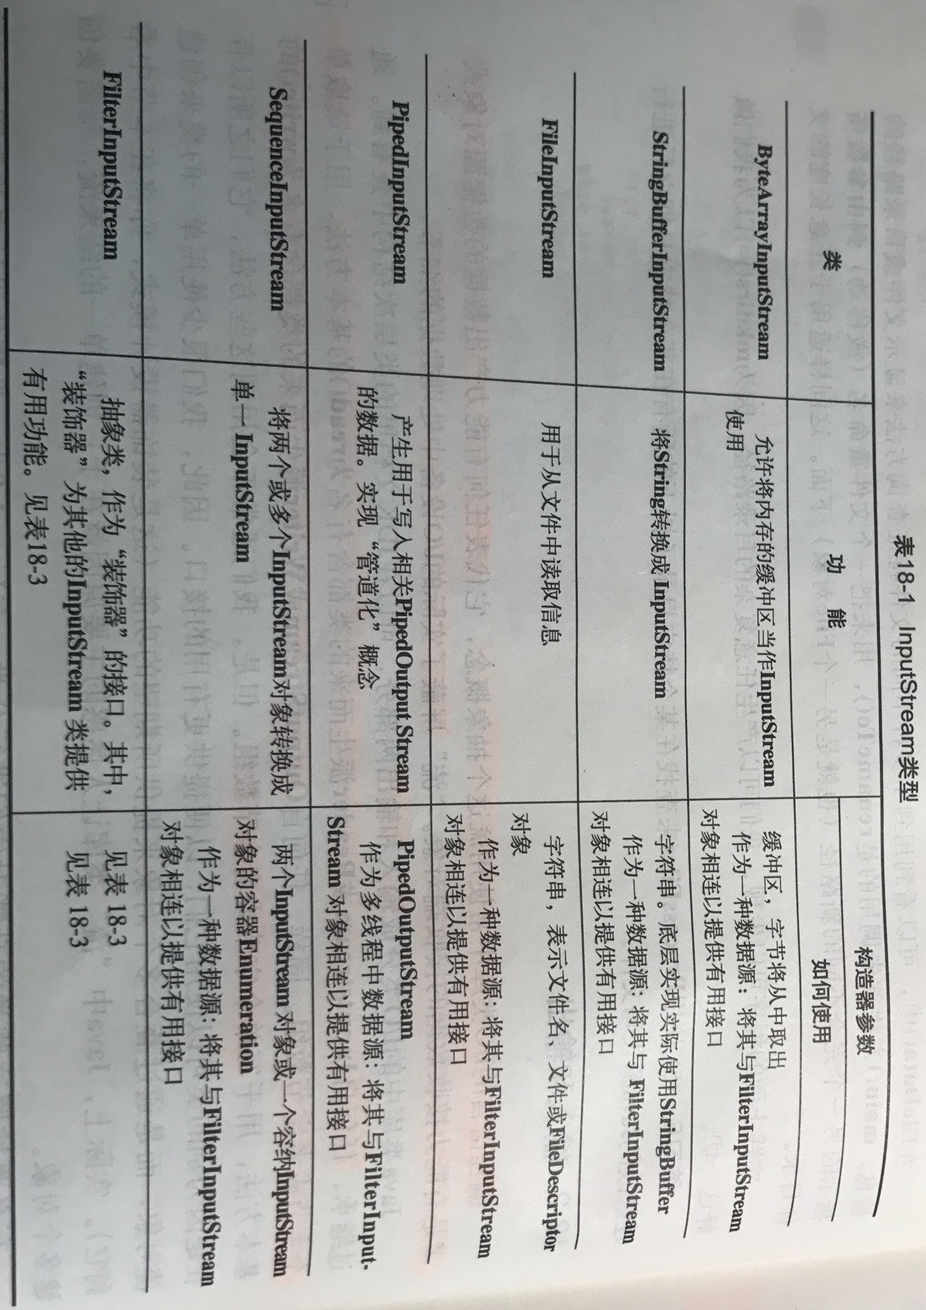 表18-1 InputStream类型
类
功 能
构造器参数
如何使用
ByteArrayInputStream
允许将内存的缓冲区当作InputStream
使用
缓冲区，字节将从中取出
作为一种数据源：将其与FilterInputStream
对象相连以提供有用接口
StringBufferInputStream
将String转换成 InputStream
字符串。底层实现实际使用StringBuffer
作为一种数据源：将其与 FilterInputStream
对象相连以提供有用接口
FileInputStream
用于从文件中读取信息
字符串，表示文件名、文件或FileDescriptor
对象
作为一种数据源：将其与FilterInputStream
对象相连以提供有用接口
PipedInputStream
产生用于写入相关PipedOutput Stream
的数据。实现“管道化”概念
PipedOutputStream
作为多线程中数据源：将其与FilterInput-
Stream 对象相连以提供有用接口
SequenceInputStream
将两个或多个InputStream对象转换成
单一 InputStream
两个InputStream 对象或一个容纳InputStream
对象的容器Enumeration
作为一种数据源：将其与FilterInputStream
对象相连以提供有用接口
FilterInputStream
抽象类，作为“装饰器”的接口。其中，
“装饰器”为其他的InputStream 类提供
有用功能。见表18-3
见表 18-3
见表 18-3